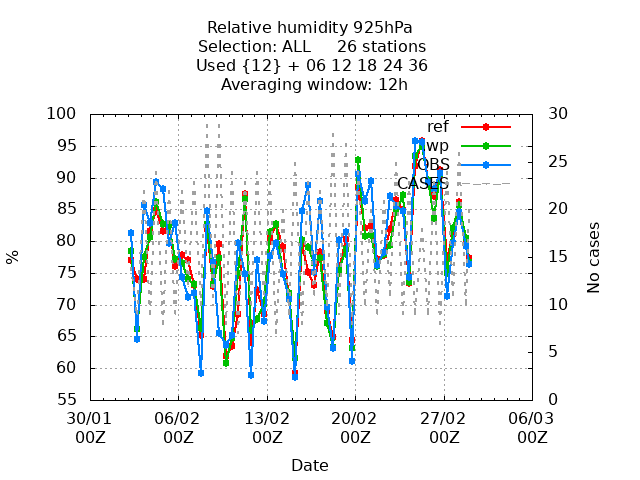 Relative humidity 925hPa
Selection: ALL     26 stations
Used {12} + 06 12 18 24 36
Averaging window: 12h
100
95
90
85
80
75
70
65
60
55
%
30
25
20
15
10
5
0
No cases
ref
wp
OBS
CASES
30/01 06/02 13/02 20/02 27/02 06/03
00Z 00Z 00Z 00Z 00Z 00Z
Date